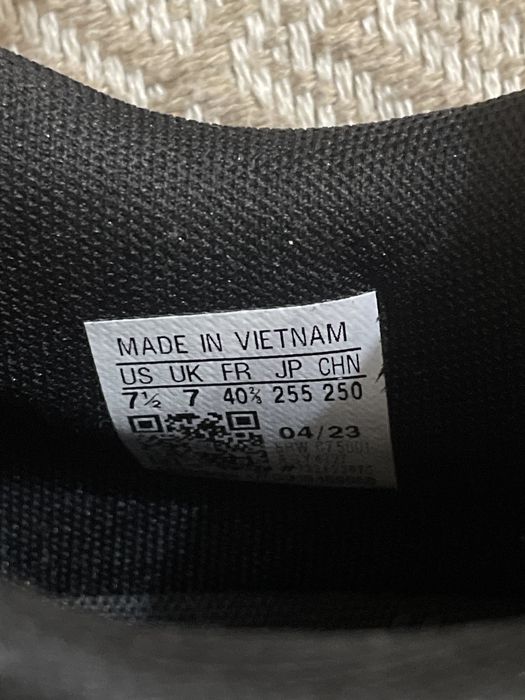 MADE IN VIETNAM
US UK FR JP CHN
7½ 7 40⅔ 255 250
04/23